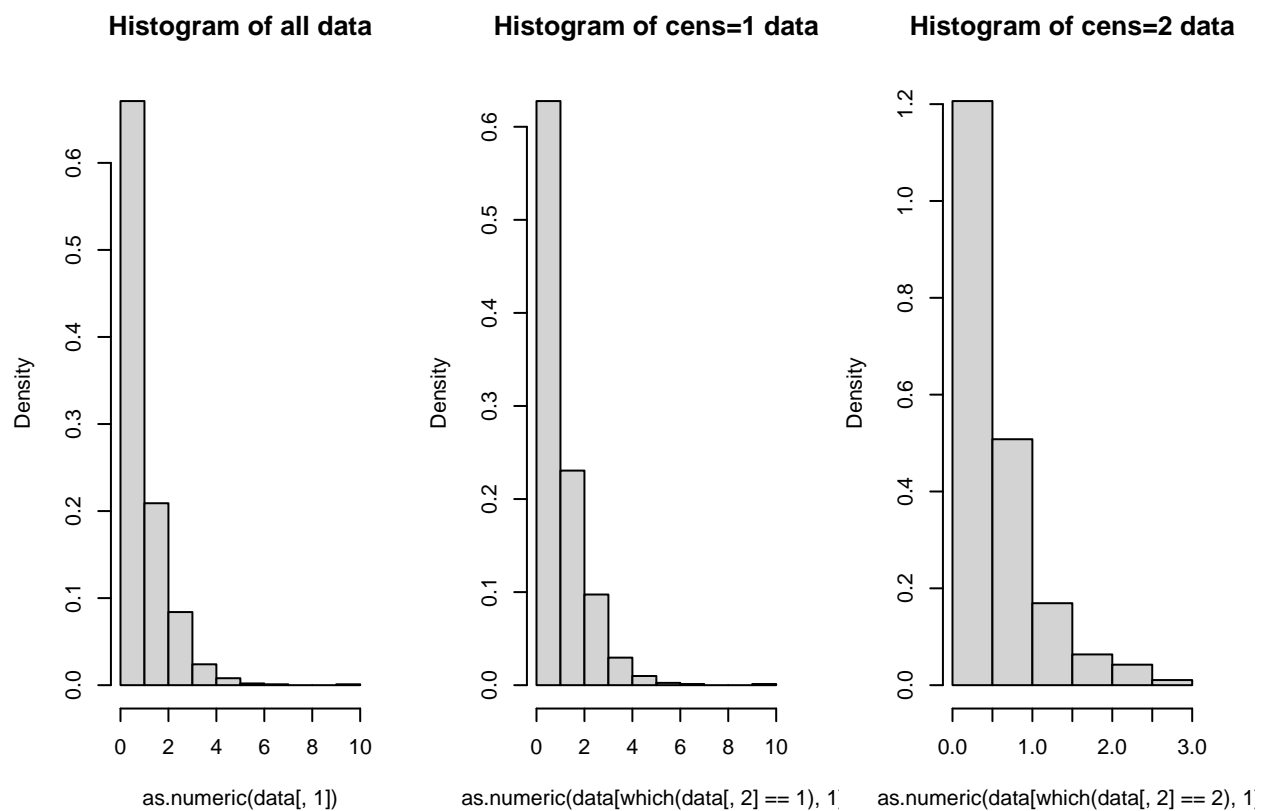 Histogram of all data
Density
0.0 0.1 0.2 0.3 0.4 0.5 0.6
0 2 4 6 8 10
as.numeric(data[, 1])
Histogram of cens=1 data
Density
0.0 0.1 0.2 0.3 0.4 0.5 0.6
0 2 4 6 8 10
as.numeric(data[which(data[, 2] == 1), 1]
Histogram of cens=2 data
Density
0.0 0.2 0.4 0.6 0.8 1.0 1.2
0.0 1.0 2.0 3.0
as.numeric(data[which(data[, 2] == 2), 1]